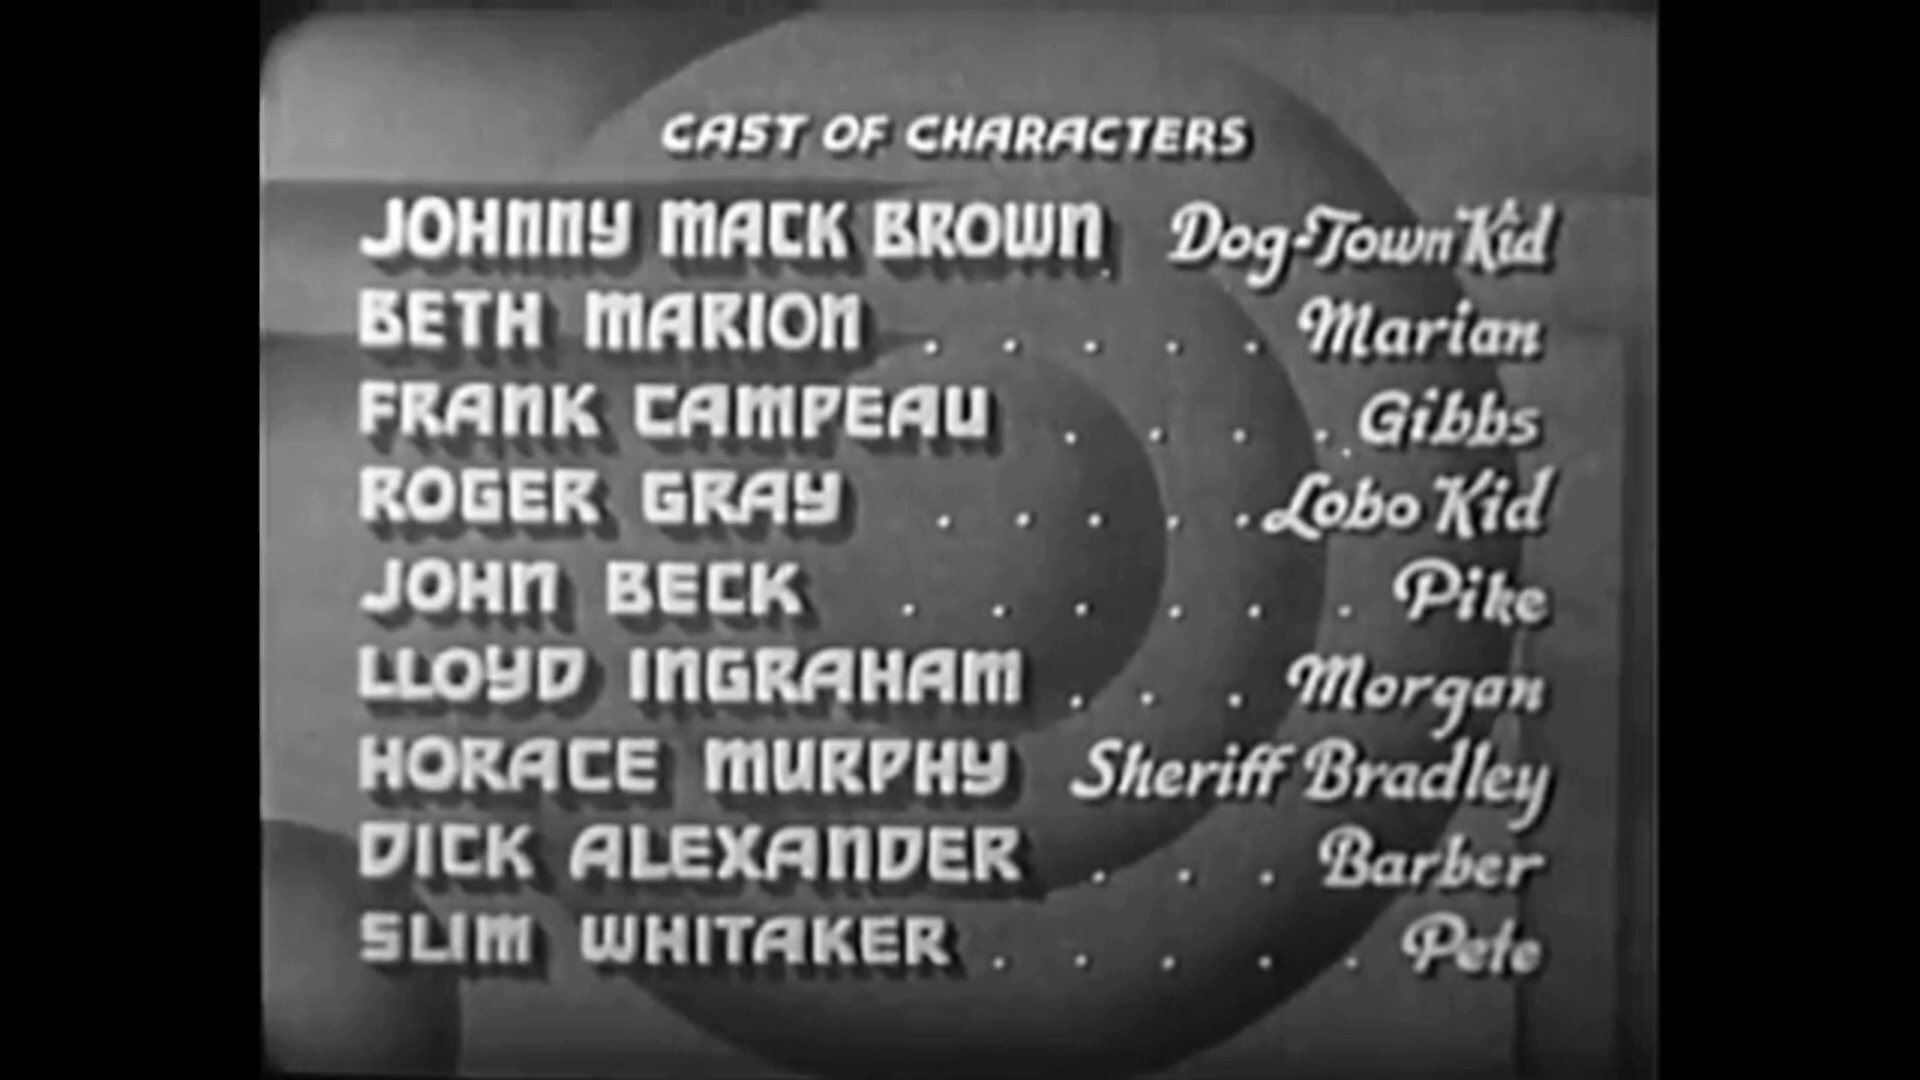 CAST OF CHARACTERS
JOHNNY MACK BROWN Dog-Town Kid
BETH MARION . . . . . Marian
FRANK CAMPEAU . . . . Gibbs
ROGER GRAY . . . . . Lobo Kid
JOHN BECK . . . . . . Pike
LLOYD INGRAHAM . . . Morgan
HORACE MURPHY Sheriff Bradley
DICK ALEXANDER . . . Barber
SLIM WHITAKER . . . . . Pete